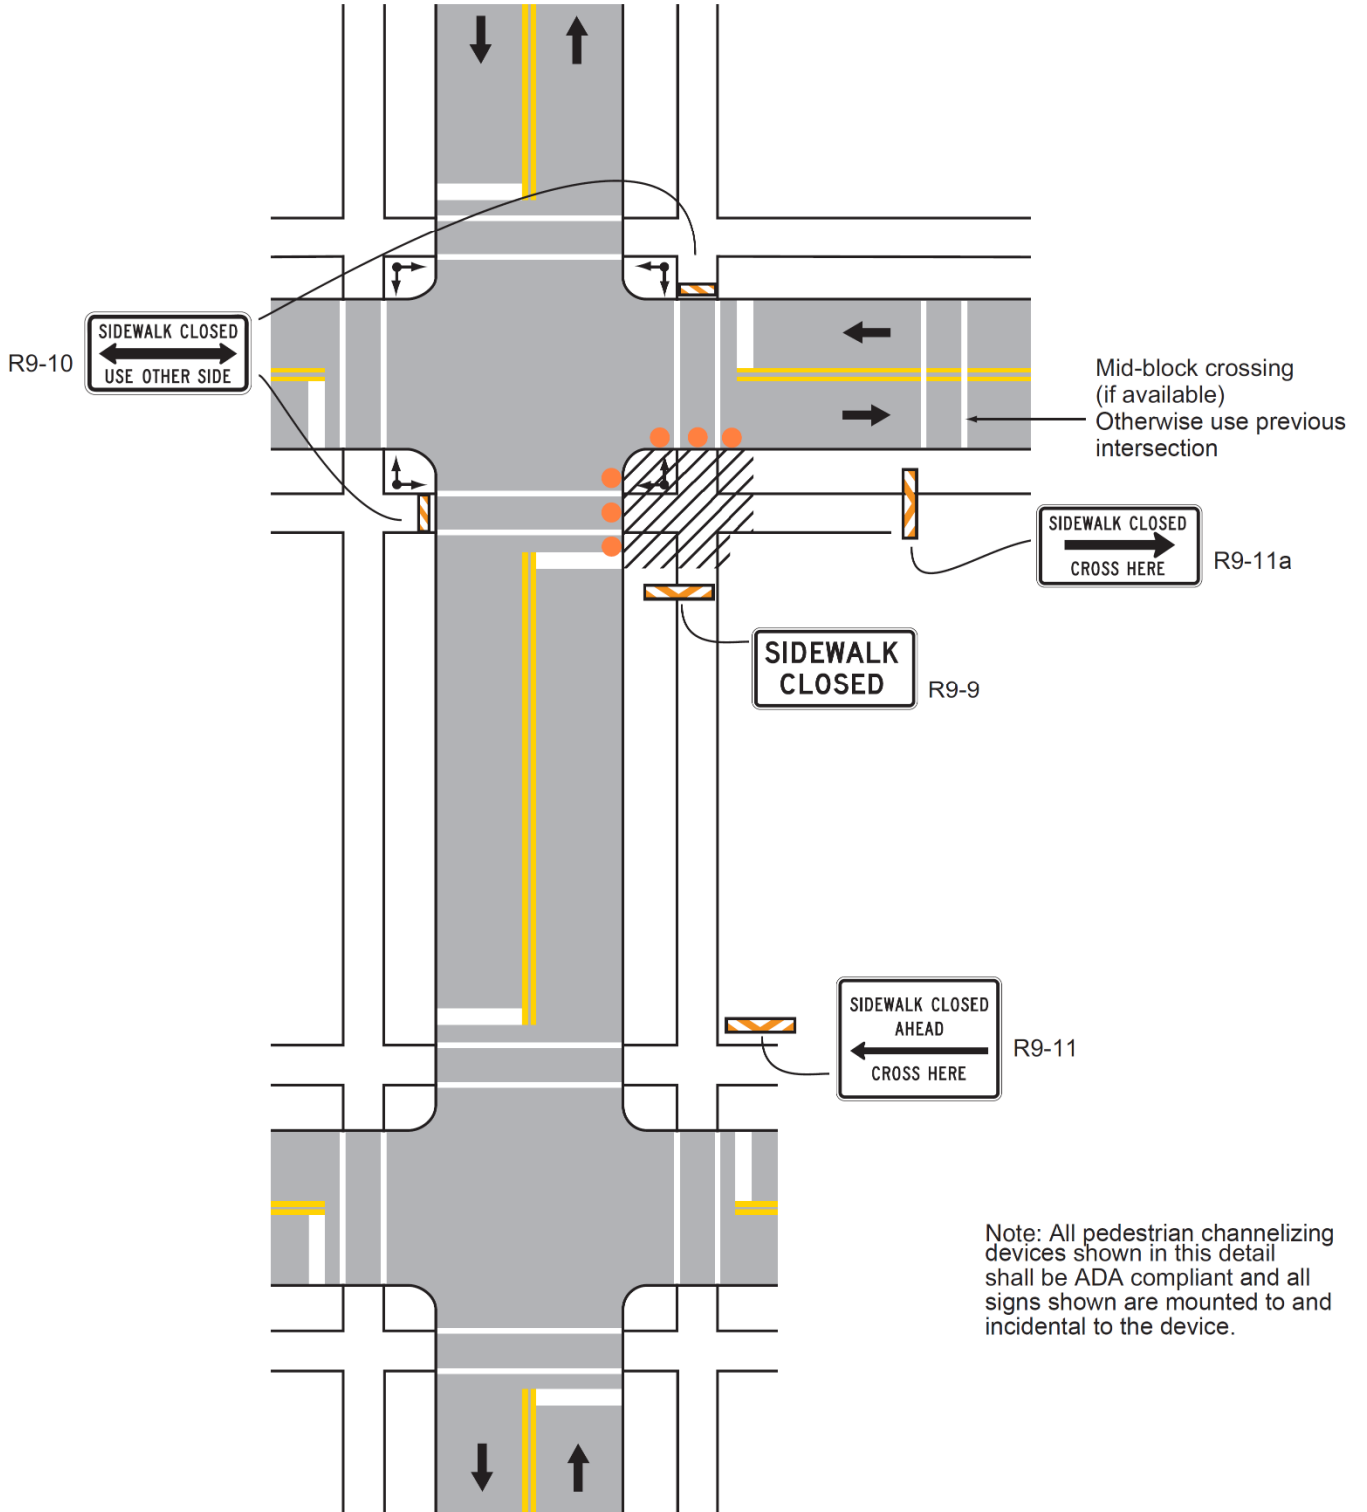 SIDEWALK CLOSED
USE OTHER SIDE
R9-10
Mid-block crossing
(if available)
Otherwise use previous
intersection
SIDEWALK CLOSED
CROSS HERE
R9-11a
SIDEWALK
CLOSED
R9-9
SIDEWALK CLOSED
AHEAD
CROSS HERE
R9-11
Note: All pedestrian channelizing
devices shown in this detail
shall be ADA compliant and all
signs shown are mounted to and
incidental to the device.